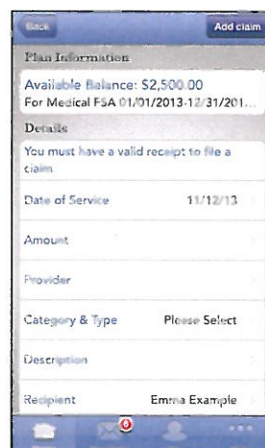 Back
Add claim
Plan Information
Available Balance: $2,500.00
For Medical FSA 01/01/2013-12/31/201...
Details
You must have a valid receipt to file a
claim
Date of Service 11/12/13
Amount
Provider
Category & Type Please Select
Description
Recipient Emma Example
6